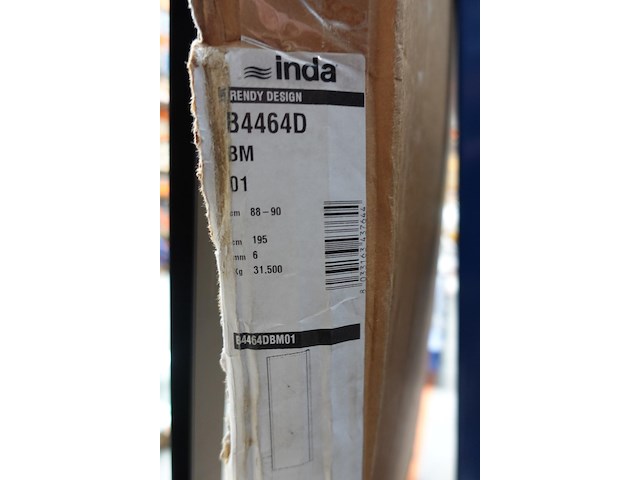 inda
RENDY DESIGN
B4464D
BM
01
cm 88-90
cm 195
mm 6
Kg 31.500
B4464DBM01